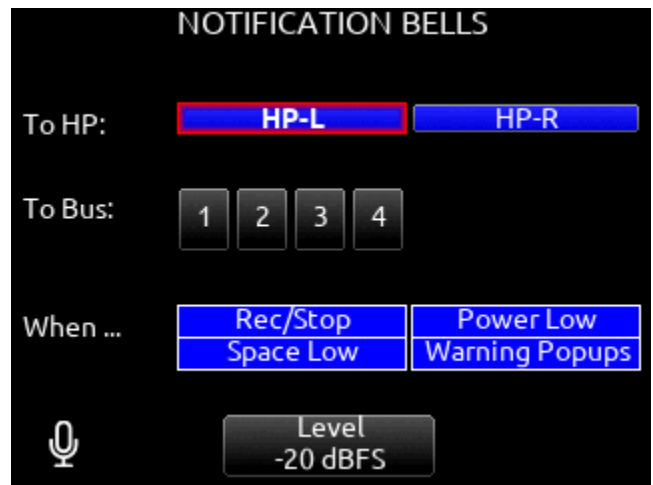 NOTIFICATION BELLS
To HP: HP-L HP-R
To Bus: 1 2 3 4
When ... Rec/Stop Power Low
Space Low Warning Popups
Level
-20 dBFS